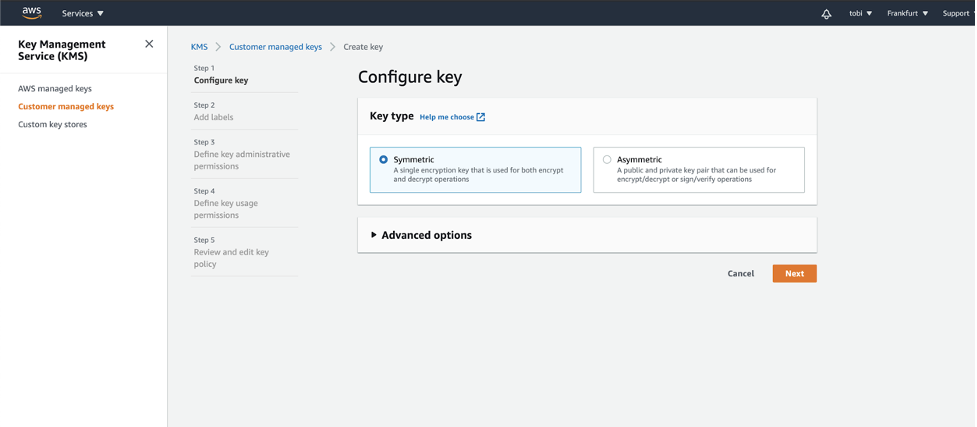 aws
Services
tobi
Frankfurt
Support
Key Management
Service (KMS)
AWS managed keys
Customer managed keys
Custom key stores
KMS
Customer managed keys
Create key
Step 1
Configure key
Step 2
Add labels
Step 3
Define key administrative
permissions
Step 4
Define key usage
permissions
Step 5
Review and edit key
policy
Configure key
Key type
Help me choose
Symmetric
A single encryption key that is used for both encrypt
and decrypt operations
Asymmetric
A public and private key pair that can be used for
encrypt/decrypt or sign/verify operations
Advanced options
Cancel
Next